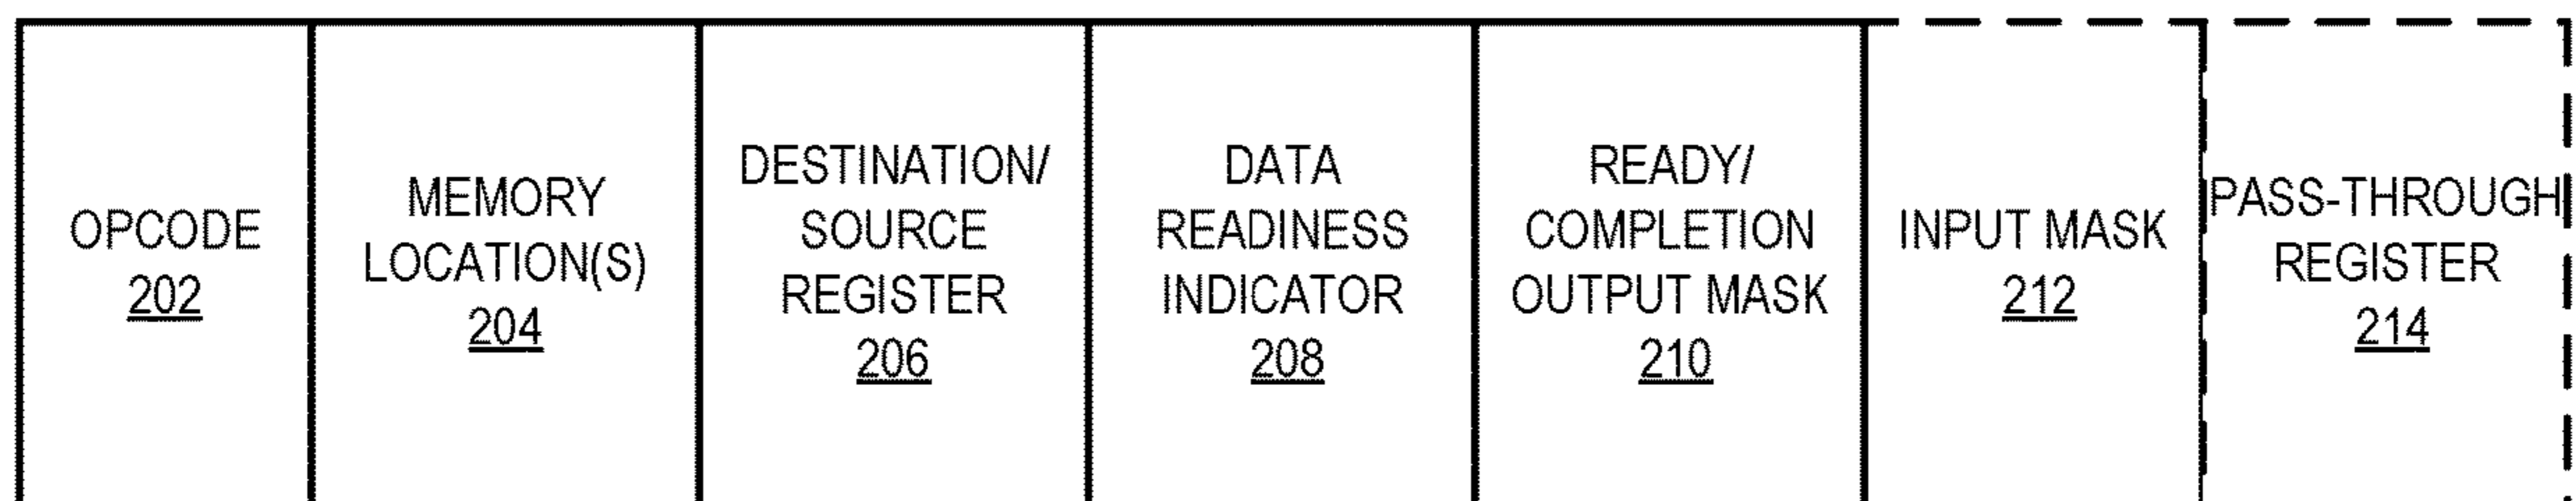 OPCODE
202
MEMORY
LOCATION(S)
204
DESTINATION/
SOURCE
REGISTER
206
DATA
READINESS
INDICATOR
208
READY/
COMPLETION
OUTPUT MASK
210
INPUT MASK
212
PASS-THROUGH
REGISTER
214